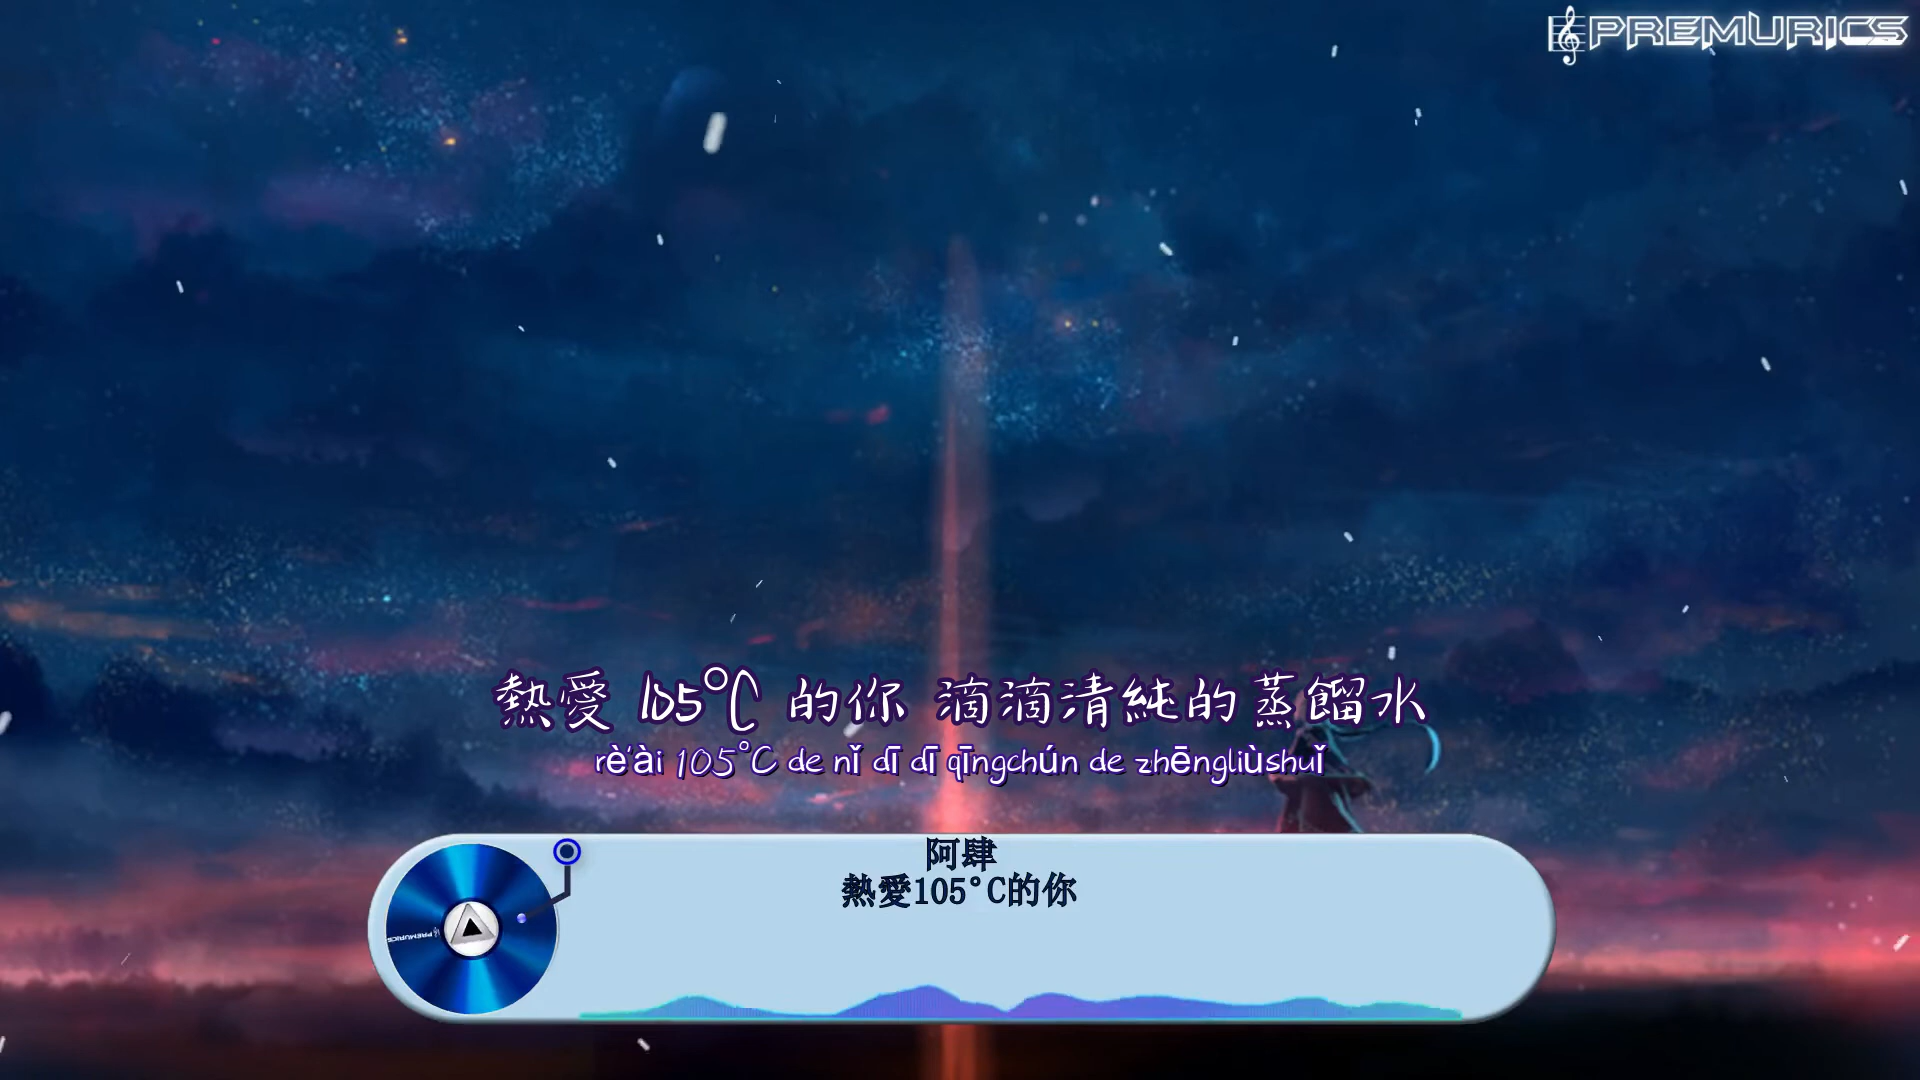 PREMURICS
熱愛 105°C 的你 滴滴清純的蒸餾水
rè'ài 105°C de nǐ dī dī qīngchún de zhēngliùshuǐ
阿肆
熱愛105°C的你
PREMURICS